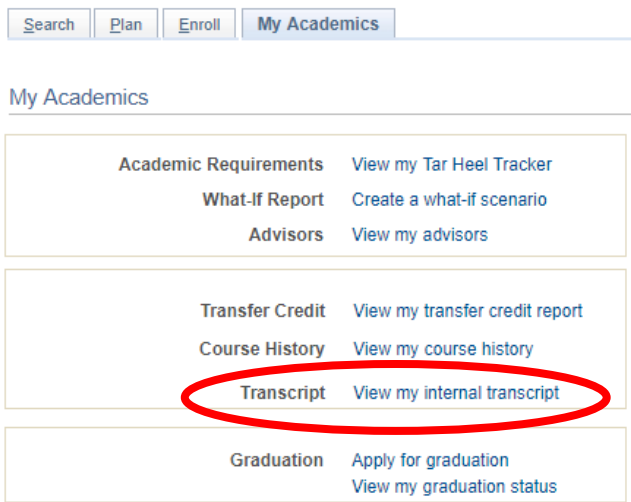 Search Plan Enroll My Academics
My Academics
Academic Requirements View my Tar Heel Tracker
What-If Report Create a what-if scenario
Advisors View my advisors
Transfer Credit View my transfer credit report
Course History View my course history
Transcript View my internal transcript
Graduation Apply for graduation
View my graduation status